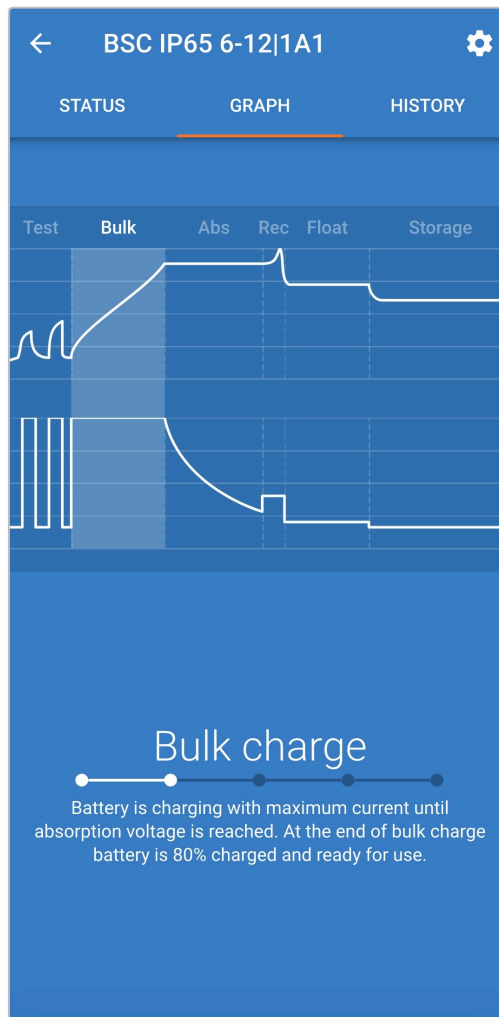 BSC IP65 6-12|1A1
STATUS GRAPH HISTORY
Test Bulk Abs Rec Float Storage
Bulk charge
Battery is charging with maximum current until
absorption voltage is reached. At the end of bulk charge
battery is 80% charged and ready for use.